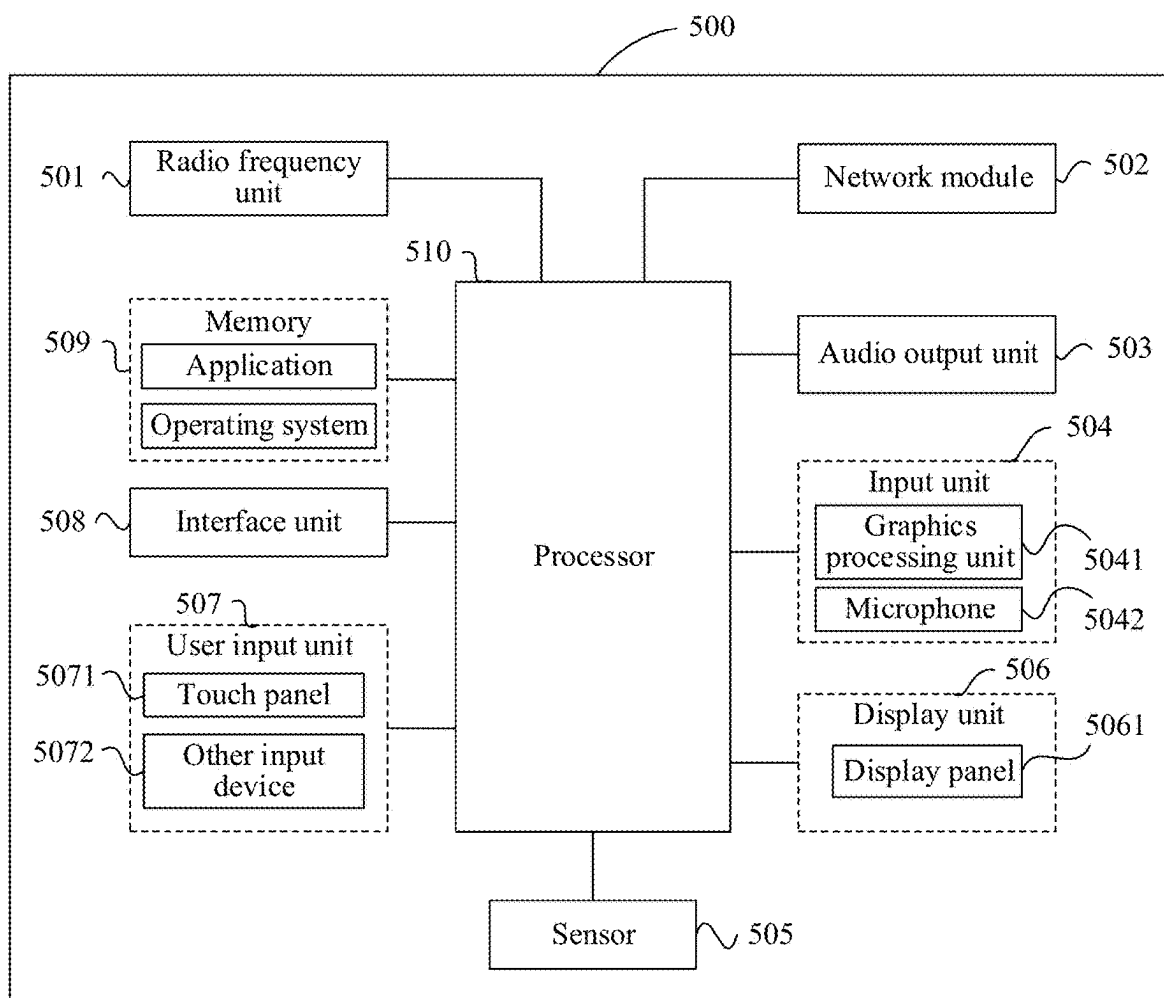 500
501
Radio frequency
unit
Network module
502
510
509
Memory
Application
Operating system
Audio output unit
503
504
Input unit
Graphics
processing unit
5041
Microphone
5042
508
Interface unit
Processor
507
User input unit
5071
Touch panel
5072
Other input
device
506
Display unit
5061
Display panel
Sensor
505